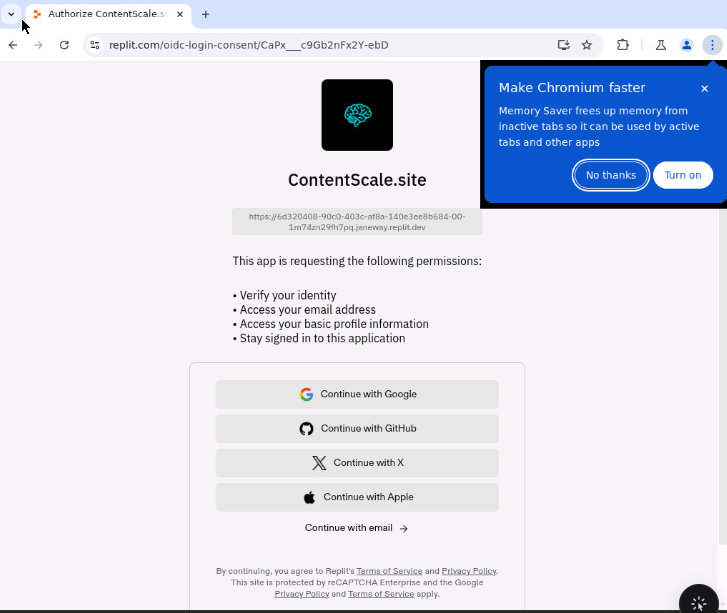 Authorize ContentScale.s
replit.com/oidc-login-consent/CaPx___c9Gb2nFx2Y-ebD
Make Chromium faster
Memory Saver frees up memory from
inactive tabs so it can be used by active
tabs and other apps
No thanks
Turn on
ContentScale.site
https://6d320408-90c0-403c-af8a-140e3ee8b684-00-
1m74zn29fh7pq.janeway.replit.dev
This app is requesting the following permissions:
• Verify your identity
• Access your email address
• Access your basic profile information
• Stay signed in to this application
Continue with Google
Continue with GitHub
Continue with X
Continue with Apple
Continue with email →
By continuing, you agree to Replit's Terms of Service and Privacy Policy.
This site is protected by reCAPTCHA Enterprise and the Google
Privacy Policy and Terms of Service apply.